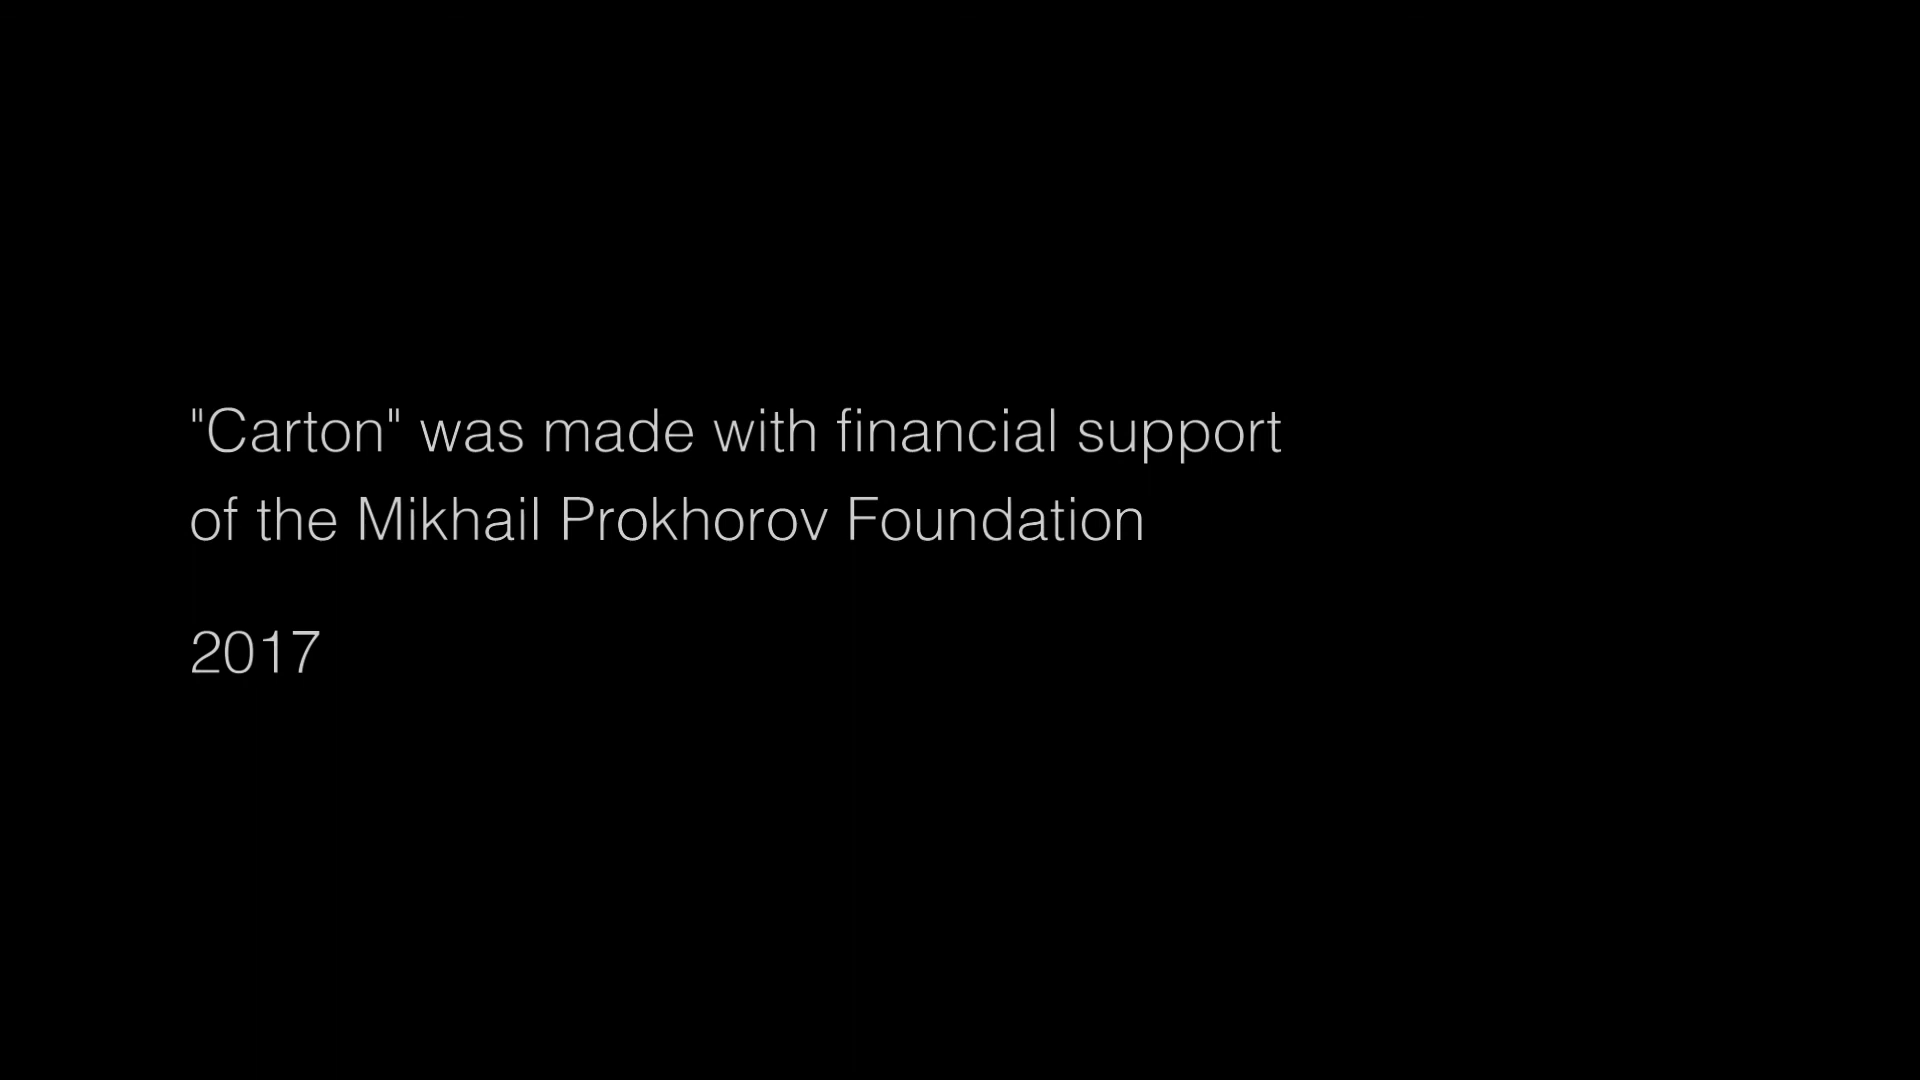 "Carton" was made with financial support
of the Mikhail Prokhorov Foundation
2017